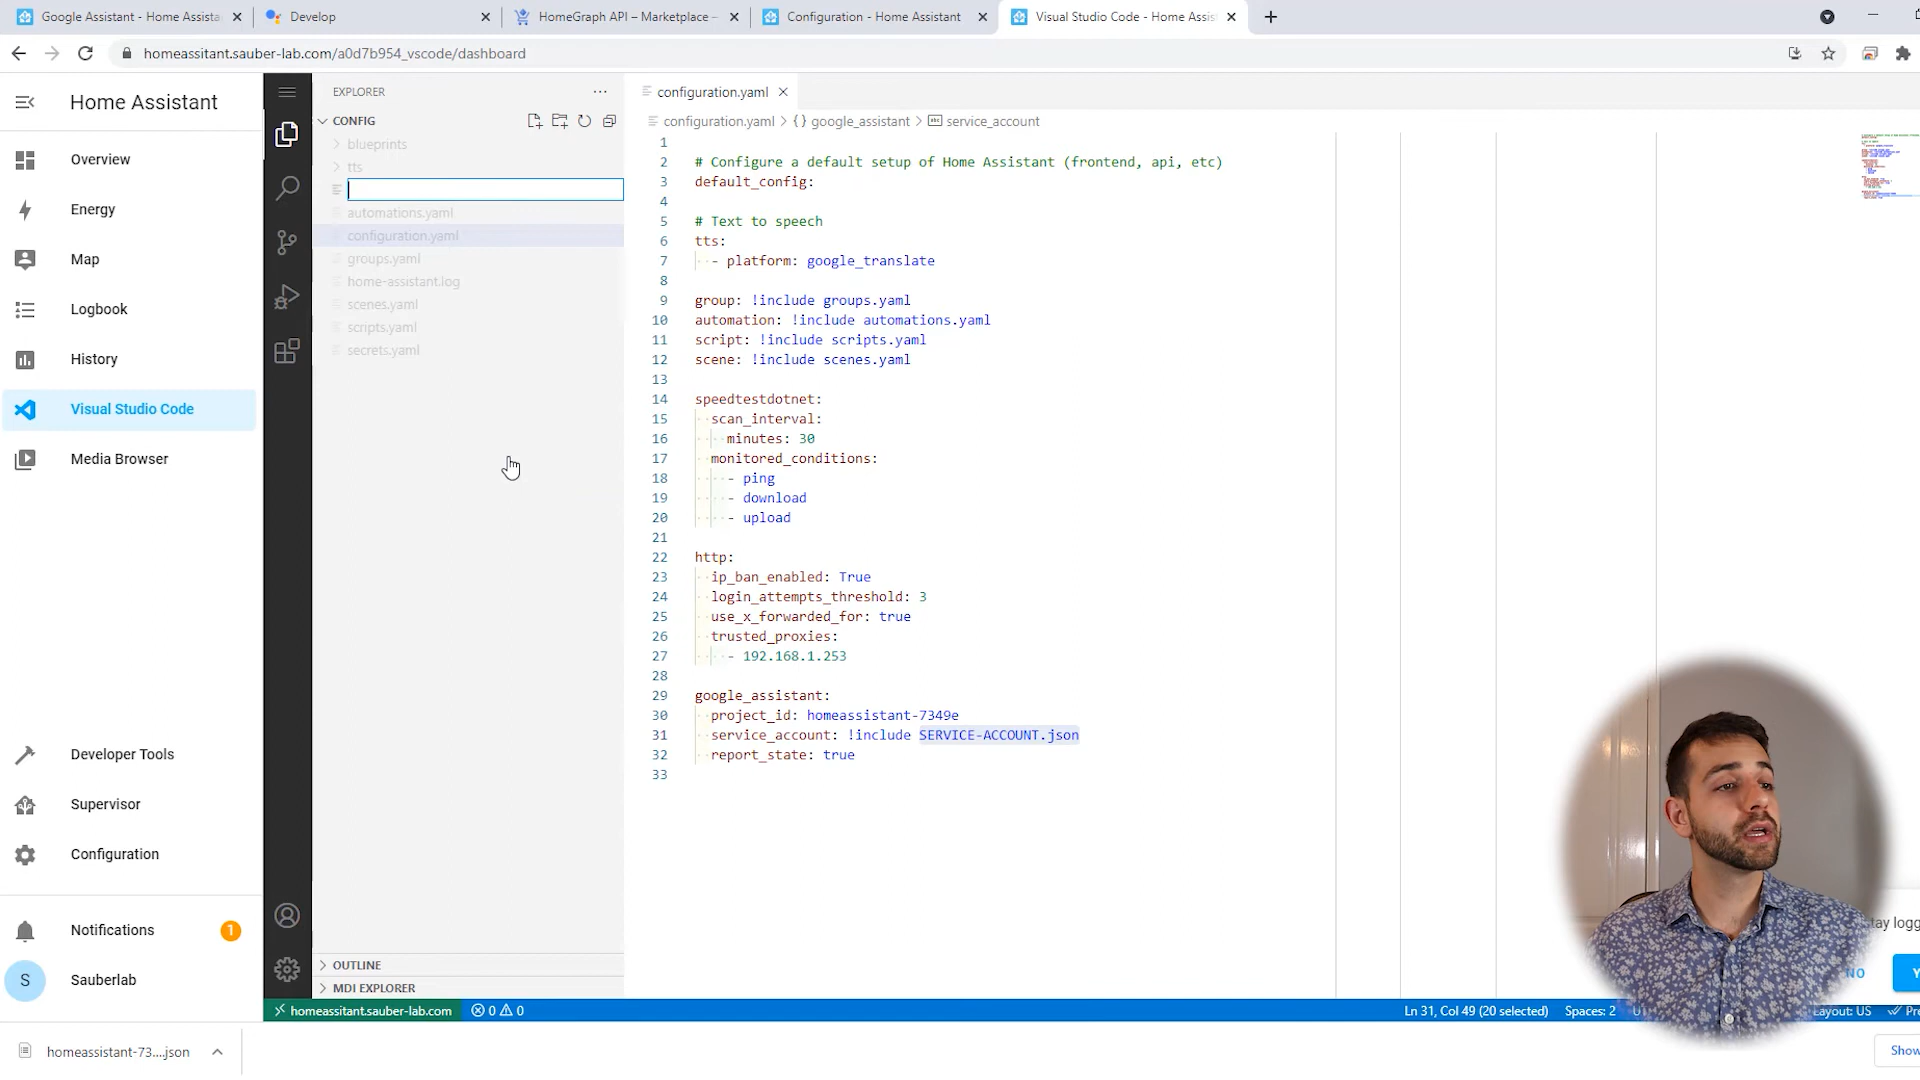 Google Assistant - Home Assista
Develop
HomeGraph API – Marketplace –
Configuration - Home Assistant
Visual Studio Code - Home Assis
homeassitant.sauber-lab.com/a0d7b954_vscode/dashboard
Home Assistant
Overview
Energy
Map
Logbook
History
Visual Studio Code
Media Browser
Developer Tools
Supervisor
Configuration
Notifications 1
S Sauberlab
EXPLORER
CONFIG
blueprints
tts
automations.yaml
configuration.yaml
groups.yaml
home-assistant.log
scenes.yaml
scripts.yaml
secrets.yaml
OUTLINE
MDI EXPLORER
configuration.yaml
configuration.yaml > {} google_assistant > service_account
1
2 # Configure a default setup of Home Assistant (frontend, api, etc)
3 default_config:
4
5 # Text to speech
6 tts:
7 - platform: google_translate
8
9 group: !include groups.yaml
10 automation: !include automations.yaml
11 script: !include scripts.yaml
12 scene: !include scenes.yaml
13
14 speedtestdotnet:
15 scan_interval:
16 minutes: 30
17 monitored_conditions:
18 - ping
19 - download
20 - upload
21
22 http:
23 ip_ban_enabled: True
24 login_attempts_threshold: 3
25 use_x_forwarded_for: true
26 trusted_proxies:
27 - 192.168.1.253
28
29 google_assistant:
30 project_id: homeassistant-7349e
31 service_account: !include SERVICE-ACCOUNT.json
32 report_state: true
33
tay logg
NO Y
homeassitant.sauber-lab.com 0 0 Ln 31, Col 49 (20 selected) Spaces: 2 Layout: US Pre
homeassistant-73....json
Show